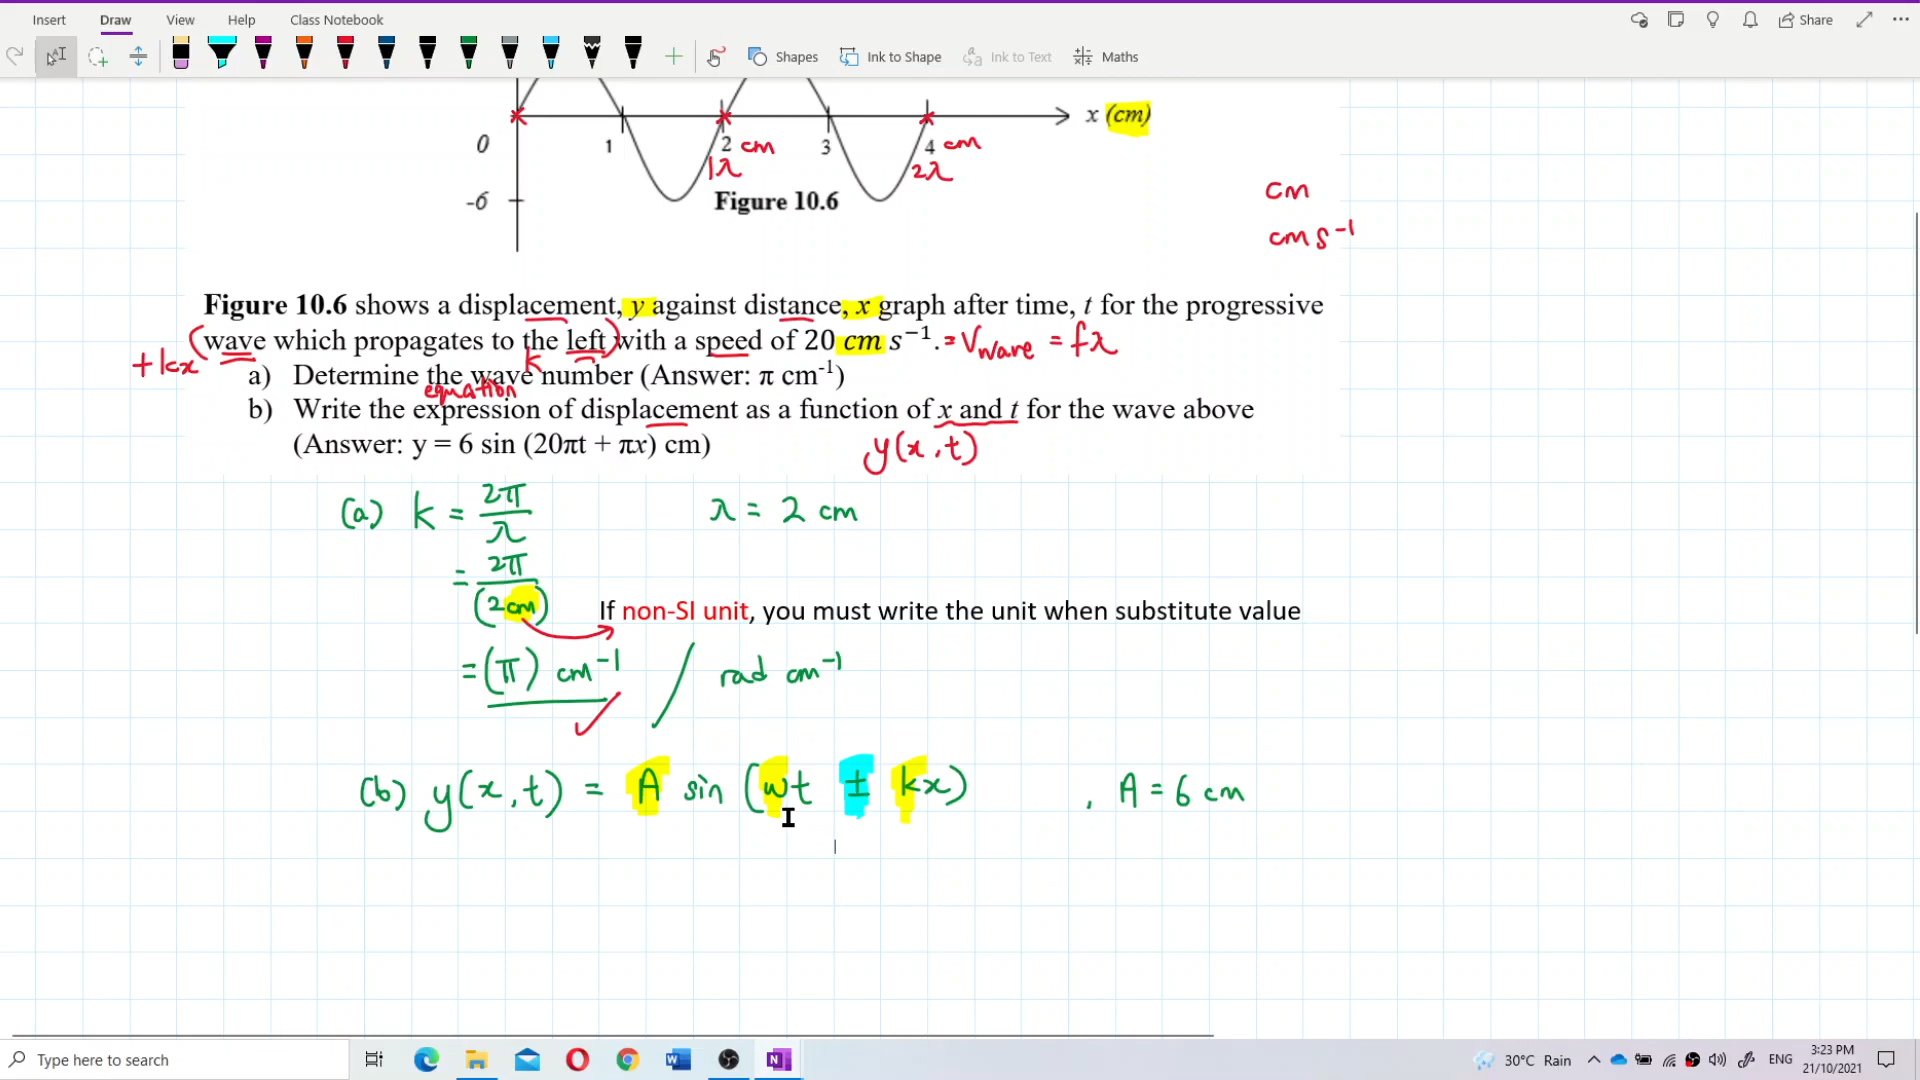 Insert Draw View Help Class Notebook Share
Shapes Ink to Shape Ink to Text Maths
x (cm)
0 1 2 cm 3 4 cm
1λ 2λ
-6 Figure 10.6
cm
cm s⁻¹
Figure 10.6 shows a displacement, y against distance, x graph after time, t for the progressive
wave which propagates to the left with a speed of 20 cm s⁻¹. = Vwave = fλ
+kx
k
a) Determine the wave number (Answer: π cm⁻¹)
equation
b) Write the expression of displacement as a function of x and t for the wave above
(Answer: y = 6 sin (20πt + πx) cm)
y(x,t)
(a) k = 2π/λ λ = 2 cm
= 2π/(2cm)
If non-SI unit, you must write the unit when substitute value
= (π) cm⁻¹ / rad cm⁻¹
(b) y(x,t) = A sin (ωt ± kx) , A = 6 cm
Type here to search
30°C Rain
ENG
3:23 PM
21/10/2021